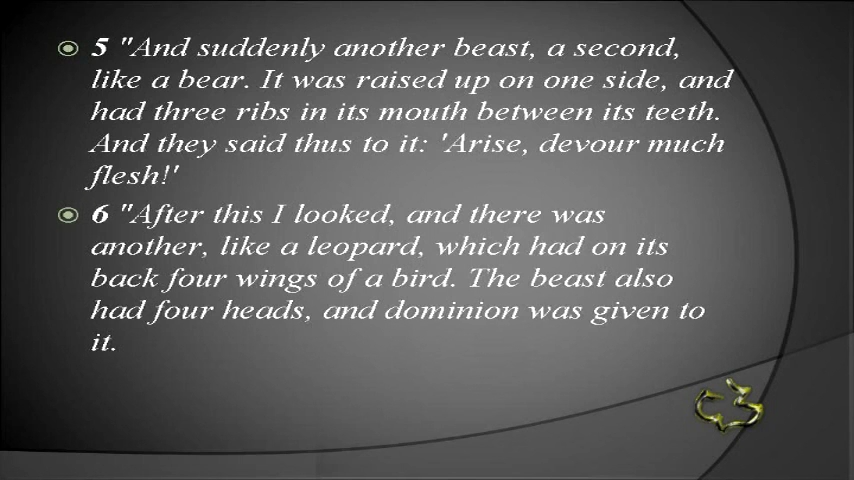 5 "And suddenly another beast, a second,
like a bear. It was raised up on one side, and
had three ribs in its mouth between its teeth.
And they said thus to it: 'Arise, devour much
flesh!'
6 "After this I looked, and there was
another, like a leopard, which had on its
back four wings of a bird. The beast also
had four heads, and dominion was given to
it.